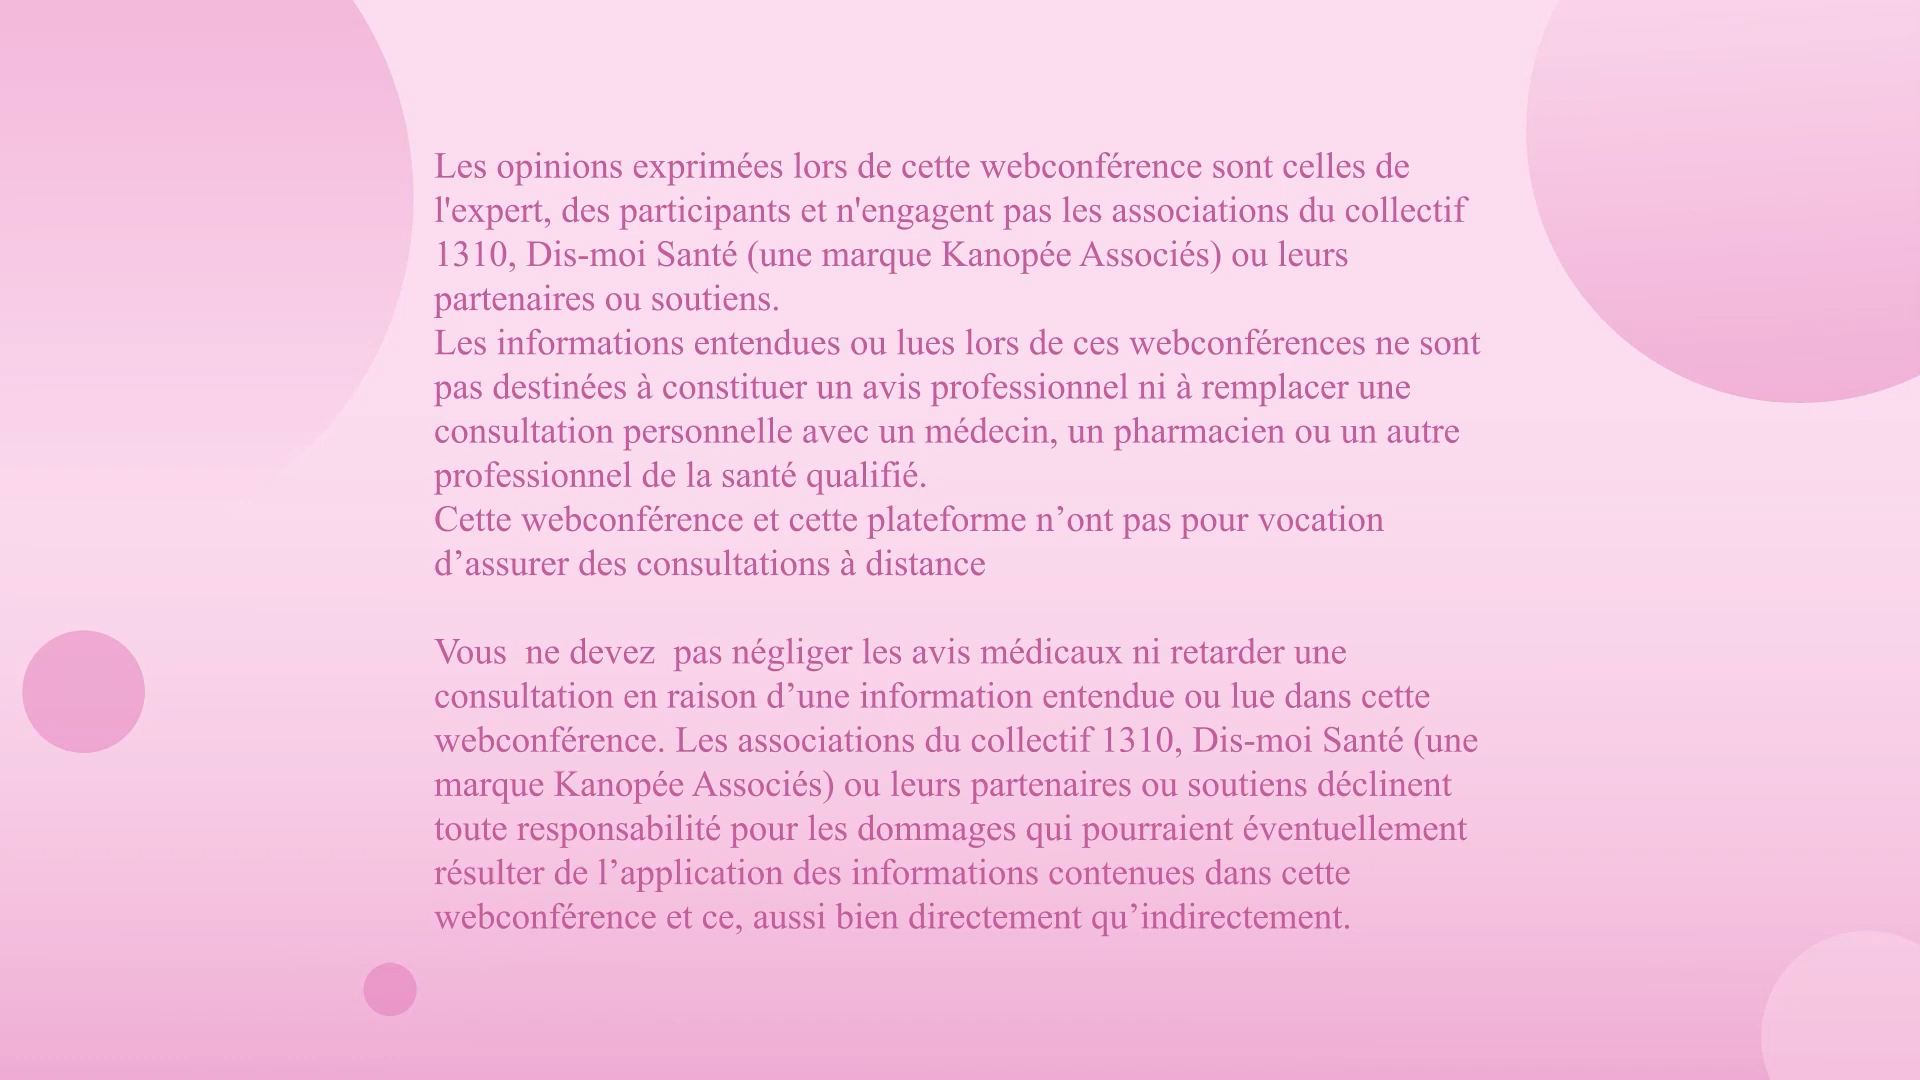 Les opinions exprimées lors de cette webconférence sont celles de
l'expert, des participants et n'engagent pas les associations du collectif
1310, Dis-moi Santé (une marque Kanopée Associés) ou leurs
partenaires ou soutiens.
Les informations entendues ou lues lors de ces webconférences ne sont
pas destinées à constituer un avis professionnel ni à remplacer une
consultation personnelle avec un médecin, un pharmacien ou un autre
professionnel de la santé qualifié.
Cette webconférence et cette plateforme n’ont pas pour vocation
d’assurer des consultations à distance
Vous  ne devez  pas négliger les avis médicaux ni retarder une
consultation en raison d’une information entendue ou lue dans cette
webconférence. Les associations du collectif 1310, Dis-moi Santé (une
marque Kanopée Associés) ou leurs partenaires ou soutiens déclinent
toute responsabilité pour les dommages qui pourraient éventuellement
résulter de l’application des informations contenues dans cette
webconférence et ce, aussi bien directement qu’indirectement.